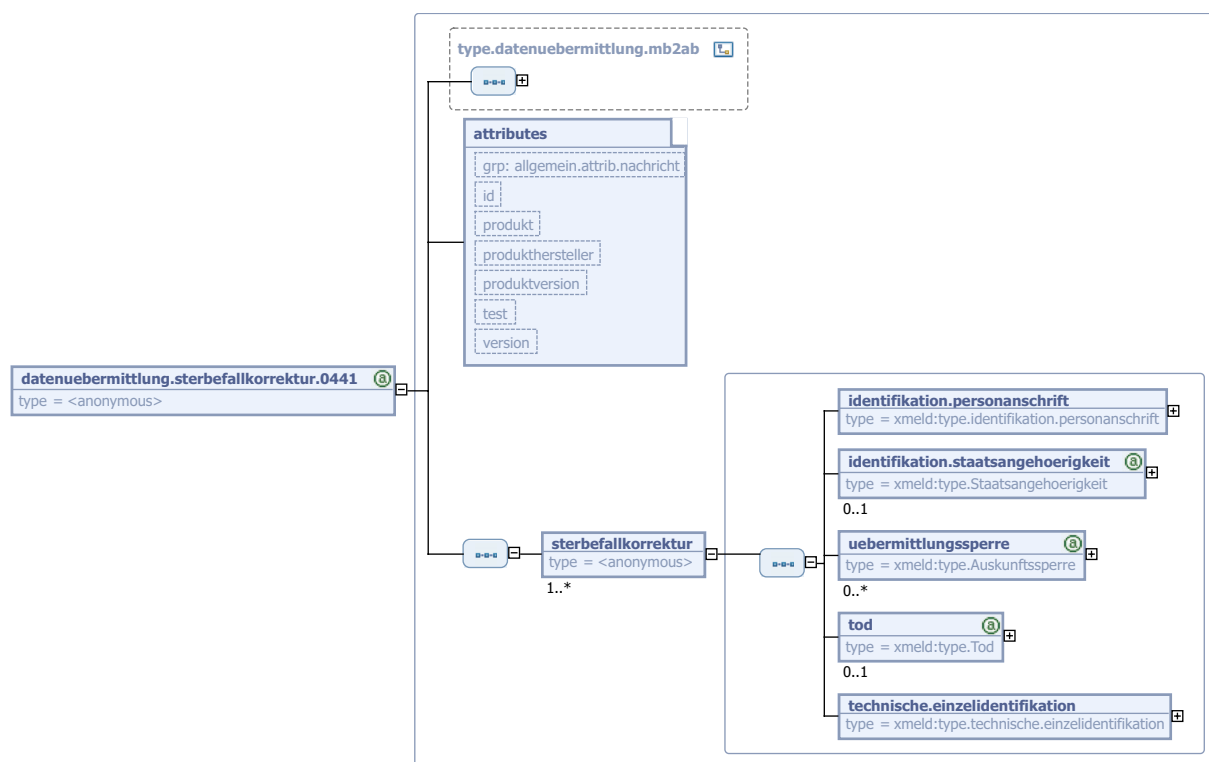 type.datenuebermittlung.mb2ab
attributes
grp: allgemein.attrib.nachricht
id
produkt
produkthersteller
produktversion
test
version
datenuebermittlung.sterbefallkorrektur.0441 a
type = <anonymous>
sterbefallkorrektur
type = <anonymous>
1..*
identifikation.personanschrift
type = xmeld:type.identifikation.personanschrift
identifikation.staatsangehoerigkeit a
type = xmeld:type.Staatsangehoerigkeit
0..1
uebermittlungssperre a
type = xmeld:type.Auskunftssperre
0..*
tod a
type = xmeld:type.Tod
0..1
technische.einzelidentifikation
type = xmeld:type.technische.einzelidentifikation